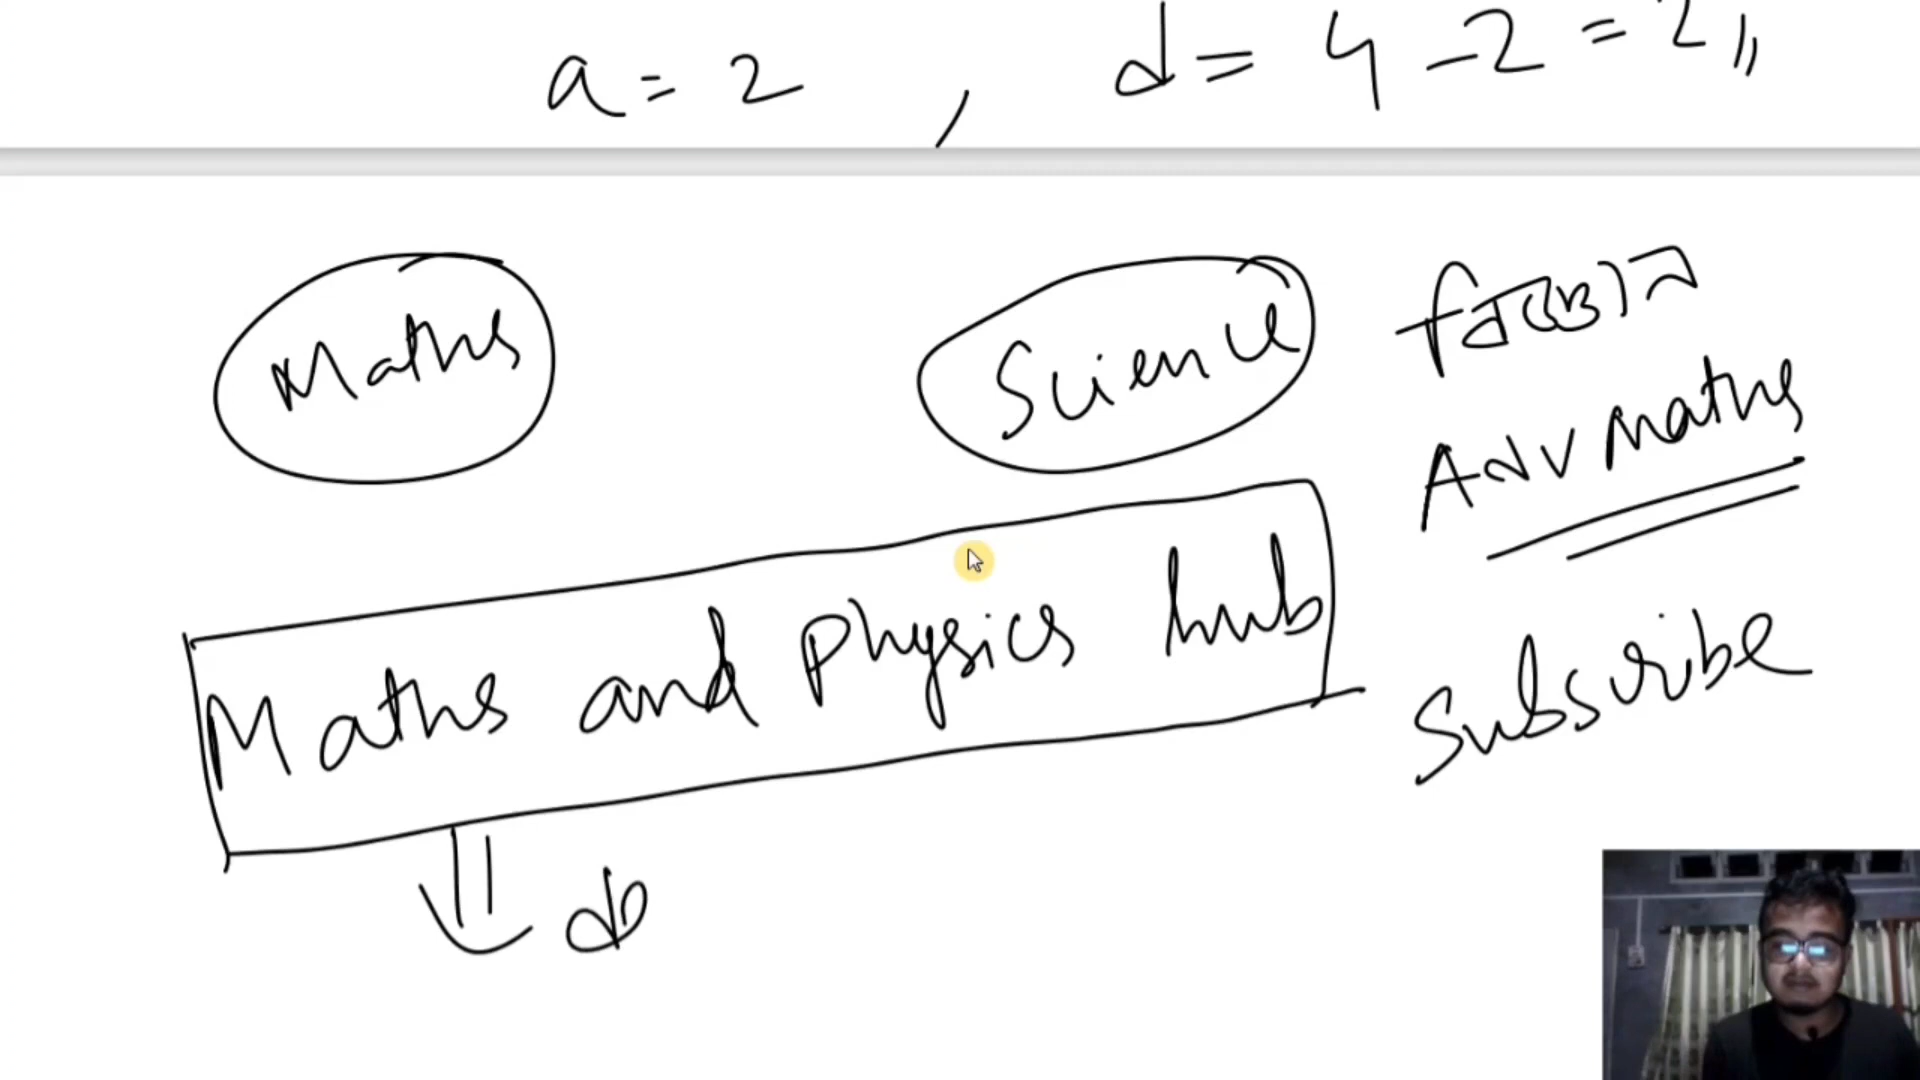 a = 2 , d = 4 - 2 = 2,,
Maths
Science
Adv Maths
Maths and Physics hub
Subscribe